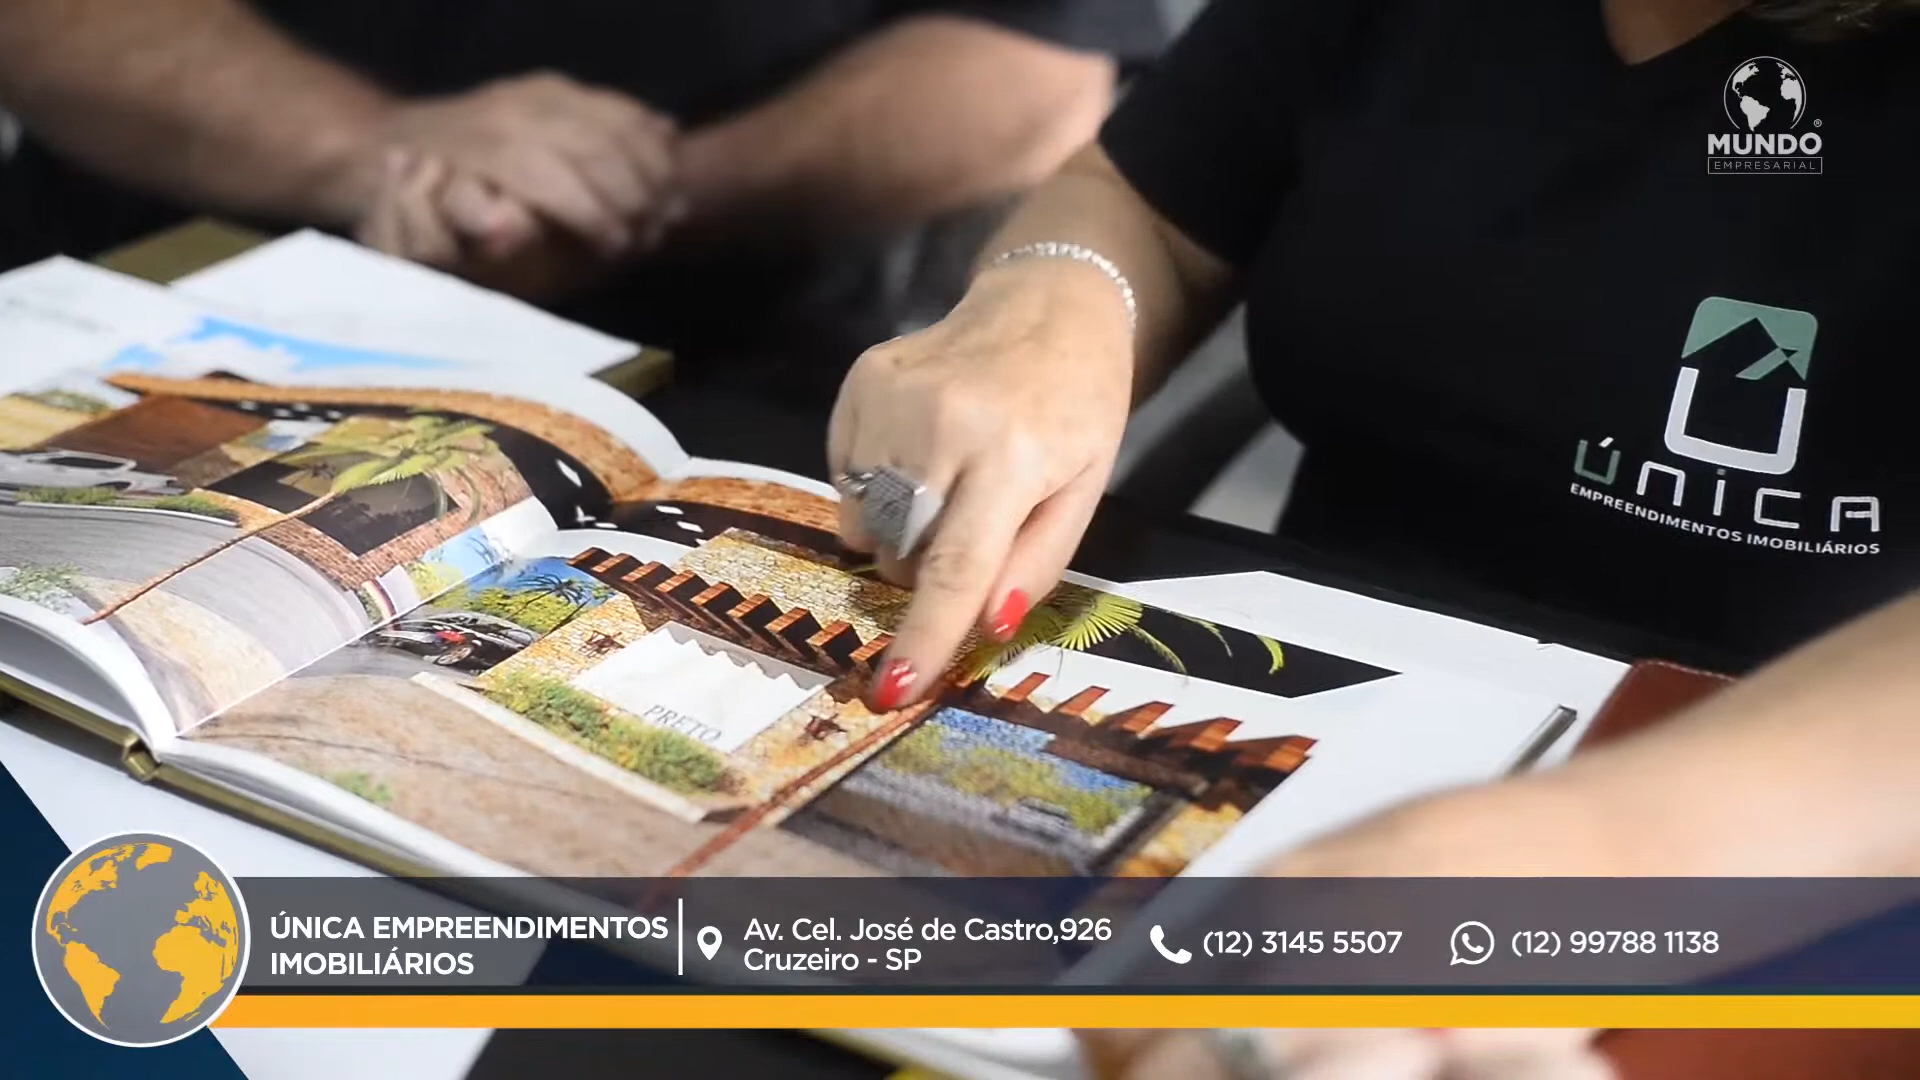 MUNDO
EMPRESARIAL
ÚNICA
EMPREENDIMENTOS IMOBILIÁRIOS
PRETO
ÚNICA EMPREENDIMENTOS
IMOBILIÁRIOS
Av. Cel. José de Castro,926
Cruzeiro - SP
(12) 3145 5507
(12) 99788 1138